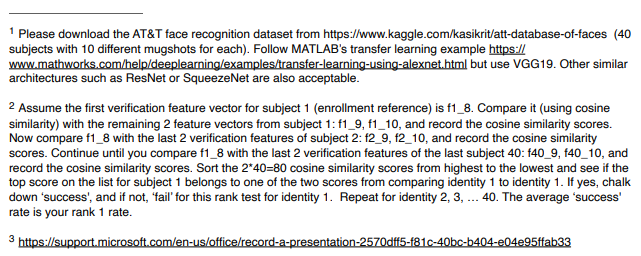 1 Please download the AT&T face recognition dataset from https://www.kaggle.com/kasikrit/att-database-of-faces (40
subjects with 10 different mugshots for each). Follow MATLAB's transfer learning example https://
www.mathworks.com/help/deeplearning/examples/transfer-learning-using-alexnet.html but use VGG19. Other similar
architectures such as ResNet or SqueezeNet are also acceptable.
2 Assume the first verification feature vector for subject 1 (enrollment reference) is f1_8. Compare it (using cosine
similarity) with the remaining 2 feature vectors from subject 1: f1_9, f1_10, and record the cosine similarity scores.
Now compare f1_8 with the last 2 verification features of subject 2: f2_9, f2_10, and record the cosine similarity
scores. Continue until you compare f1_8 with the last 2 verification features of the last subject 40: f40_9, f40_10, and
record the cosine similarity scores. Sort the 2*40=80 cosine similarity scores from highest to the lowest and see if the
top score on the list for subject 1 belongs to one of the two scores from comparing identity 1 to identity 1. If yes, chalk
down 'success', and if not, 'fail' for this rank test for identity 1. Repeat for identity 2, 3, … 40. The average 'success'
rate is your rank 1 rate.
3 https://support.microsoft.com/en-us/office/record-a-presentation-2570dff5-f81c-40bc-b404-e04e95ffab33